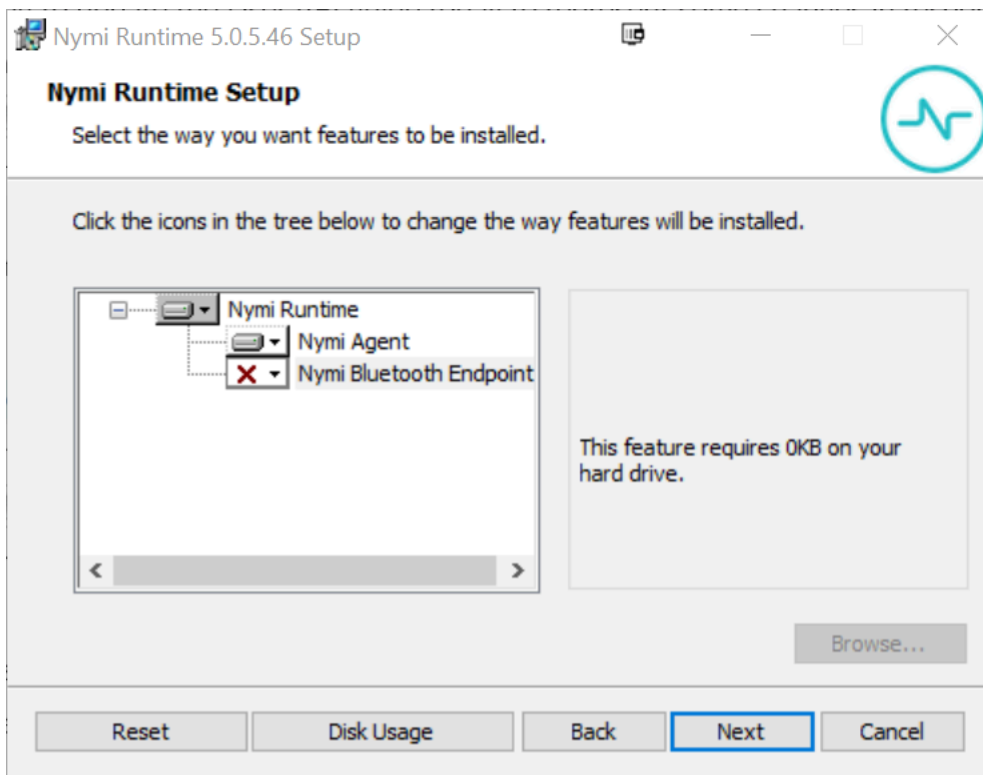 Nymi Runtime 5.0.5.46 Setup
Nymi Runtime Setup
Select the way you want features to be installed.
Click the icons in the tree below to change the way features will be installed.
Nymi Runtime
Nymi Agent
Nymi Bluetooth Endpoint
This feature requires 0KB on your
hard drive.
Browse...
Reset
Disk Usage
Back
Next
Cancel